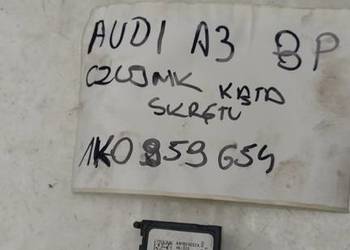 AUDI A3 8P
CZUJNIK KĄTA
SKRĘTU
1K0 959 654